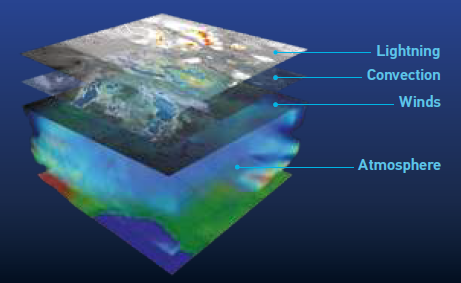 Lightning
Convection
Winds
Atmosphere